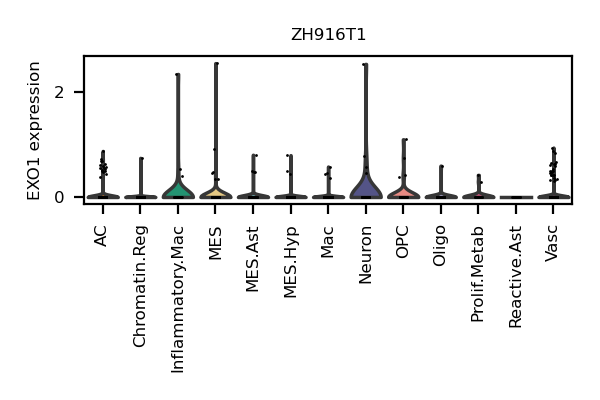 ZH916T1
EXO1 expression
2
0
AC
Chromatin.Reg
Inflammatory.Mac
MES
MES.Ast
MES.Hyp
Mac
Neuron
OPC
Oligo
Prolif.Metab
Reactive.Ast
Vasc